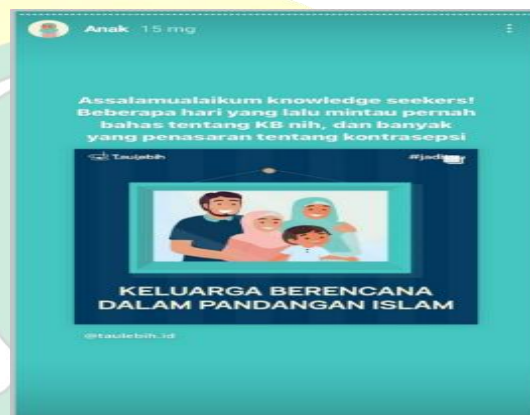 Anak 15 mg
Assalamualaikum knowledge seekers!
Beberapa hari yang lalu mintau pernah
bahas tentang KB nih, dan banyak
yang penasaran tentang kontrasepsi
Taulebih
KELUARGA BERENCANA
DALAM PANDANGAN ISLAM
@taulebih.id